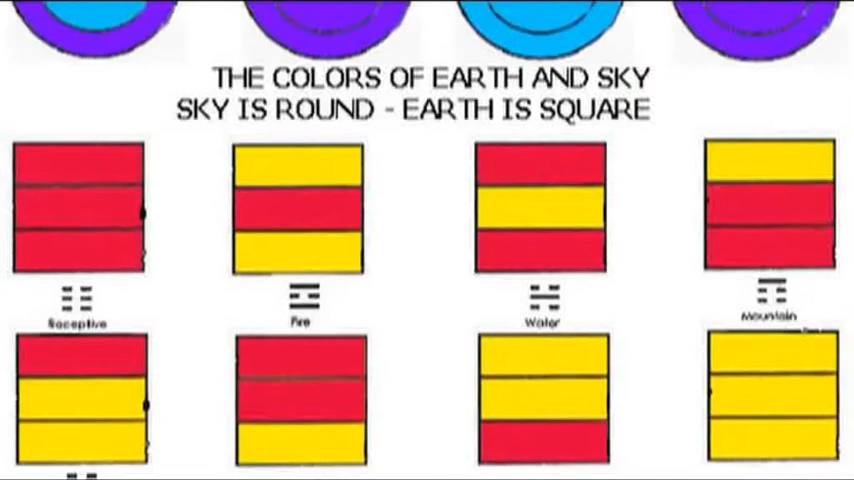 THE COLORS OF EARTH AND SKY
SKY IS ROUND - EARTH IS SQUARE
Receptive
Fire
Water
Mountain